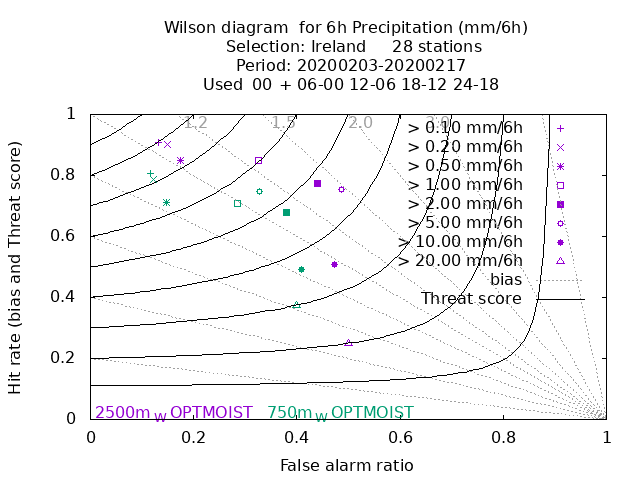 Wilson diagram  for 6h Precipitation (mm/6h)
Selection: Ireland     28 stations
Period: 20200203-20200217
Used  00  + 06-00 12-06 18-12 24-18
1.2 1.5 2.0 3.0
> 0.10 mm/6h
> 0.20 mm/6h
> 0.50 mm/6h
> 1.00 mm/6h
> 2.00 mm/6h
> 5.00 mm/6h
> 10.00 mm/6h
> 20.00 mm/6h
bias
Threat score
Hit rate (bias and Threat score)
1
0.8
0.6
0.4
0.2
0
2500m W OPTMOIST 750m W OPTMOIST
0 0.2 0.4 0.6 0.8 1
False alarm ratio